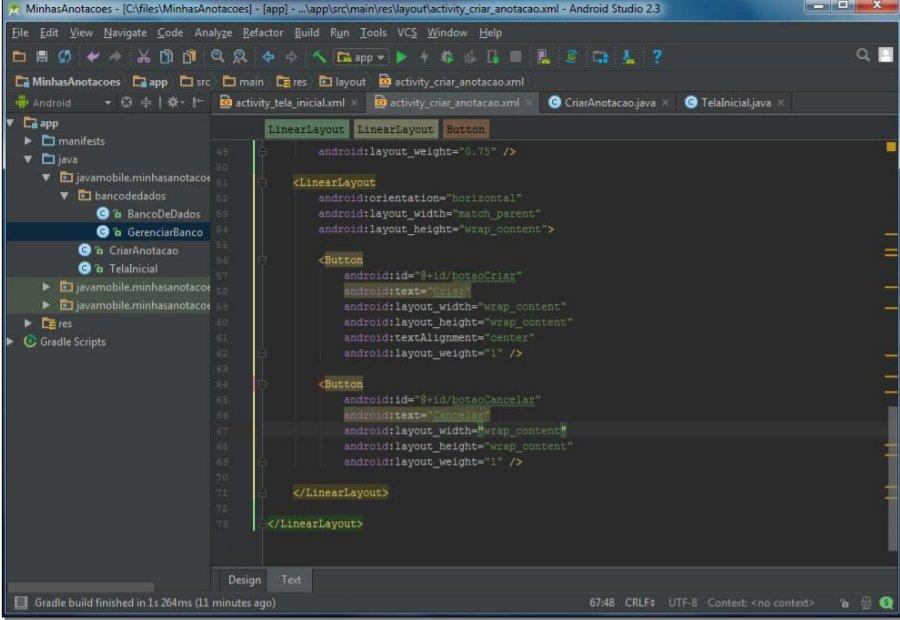 MinhasAnotacoes - [C:\files\MinhasAnotacoes] - [app] - ...\app\src\main\res\layout\activity_criar_anotacao.xml - Android Studio 2.3
File Edit View Navigate Code Analyze Refactor Build Run Tools VCS Window Help
app
MinhasAnotacoes app src main res layout activity_criar_anotacao.xml
Android activity_tela_inicial.xml activity_criar_anotacao.xml CriarAnotacao.java TelaInicial.java
app
manifests
java
javamobile.minhasanotacoe
bancodedados
BancoDeDados
GerenciarBanco
CriarAnotacao
TelaInicial
javamobile.minhasanotacoe
javamobile.minhasanotacoe
res
Gradle Scripts
LinearLayout LinearLayout Button
49 android:layout_weight="0.75" />
50
51 <LinearLayout
52 android:orientation="horizontal"
53 android:layout_width="match_parent"
54 android:layout_height="wrap_content">
55
56 <Button
57 android:id="@+id/botaoCriar"
58 android:text="Criar"
59 android:layout_width="wrap_content"
60 android:layout_height="wrap_content"
61 android:textAlignment="center"
62 android:layout_weight="1" />
63
64 <Button
65 android:id="@+id/botaoCancelar"
66 android:text="Cancelar"
67 android:layout_width="wrap_content"
68 android:layout_height="wrap_content"
69 android:layout_weight="1" />
70
71 </LinearLayout>
72
73 </LinearLayout>
Design Text
Gradle build finished in 1s 264ms (11 minutes ago) 67:48 CRLF UTF-8 Context: <no context>